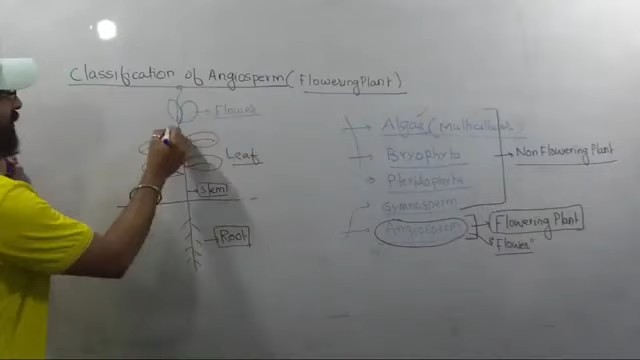 Classification of Angiosperm (Flowering Plant)
Flower
Leaf
Stem
Root
Algae (Multicellular)
Bryophyta
Pteridophyta
Gymnosperm
Angiosperm
Non Flowering Plant
Flowering Plant
"Flower"